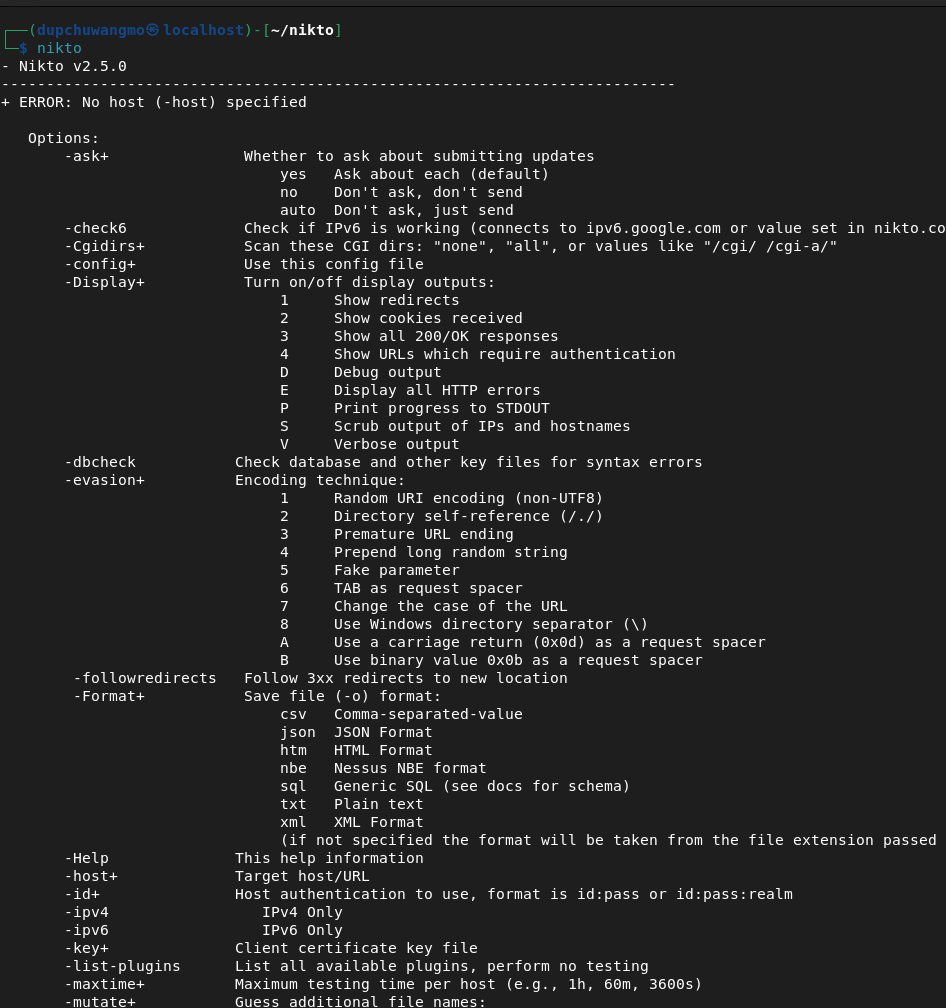 ┌──(dupchuwangmo㉿localhost)-[~/nikto]
└─$ nikto
- Nikto v2.5.0
---------------------------------------------------------------------------
+ ERROR: No host (-host) specified

   Options:
       -ask+               Whether to ask about submitting updates
                               yes   Ask about each (default)
                               no    Don't ask, don't send
                               auto  Don't ask, just send
       -check6             Check if IPv6 is working (connects to ipv6.google.com or value set in nikto.co
       -Cgidirs+           Scan these CGI dirs: "none", "all", or values like "/cgi/ /cgi-a/"
       -config+            Use this config file
       -Display+           Turn on/off display outputs:
                               1     Show redirects
                               2     Show cookies received
                               3     Show all 200/OK responses
                               4     Show URLs which require authentication
                               D     Debug output
                               E     Display all HTTP errors
                               P     Print progress to STDOUT
                               S     Scrub output of IPs and hostnames
                               V     Verbose output
       -dbcheck           Check database and other key files for syntax errors
       -evasion+          Encoding technique:
                               1     Random URI encoding (non-UTF8)
                               2     Directory self-reference (/./)
                               3     Premature URL ending
                               4     Prepend long random string
                               5     Fake parameter
                               6     TAB as request spacer
                               7     Change the case of the URL
                               8     Use Windows directory separator (\)
                               A     Use a carriage return (0x0d) as a request spacer
                               B     Use binary value 0x0b as a request spacer
        -followredirects   Follow 3xx redirects to new location
        -Format+           Save file (-o) format:
                               csv   Comma-separated-value
                               json  JSON Format
                               htm   HTML Format
                               nbe   Nessus NBE format
                               sql   Generic SQL (see docs for schema)
                               txt   Plain text
                               xml   XML Format
                               (if not specified the format will be taken from the file extension passed
       -Help              This help information
       -host+             Target host/URL
       -id+               Host authentication to use, format is id:pass or id:pass:realm
       -ipv4                 IPv4 Only
       -ipv6                 IPv6 Only
       -key+              Client certificate key file
       -list-plugins      List all available plugins, perform no testing
       -maxtime+          Maximum testing time per host (e.g., 1h, 60m, 3600s)
       -mutate+           Guess additional file names: